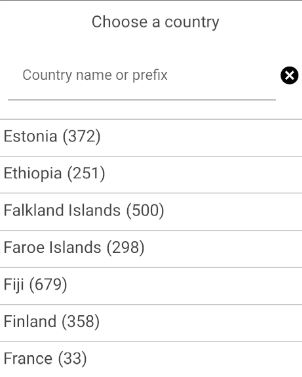 Choose a country
Country name or prefix
Estonia (372)
Ethiopia (251)
Falkland Islands (500)
Faroe Islands (298)
Fiji (679)
Finland (358)
France (33)